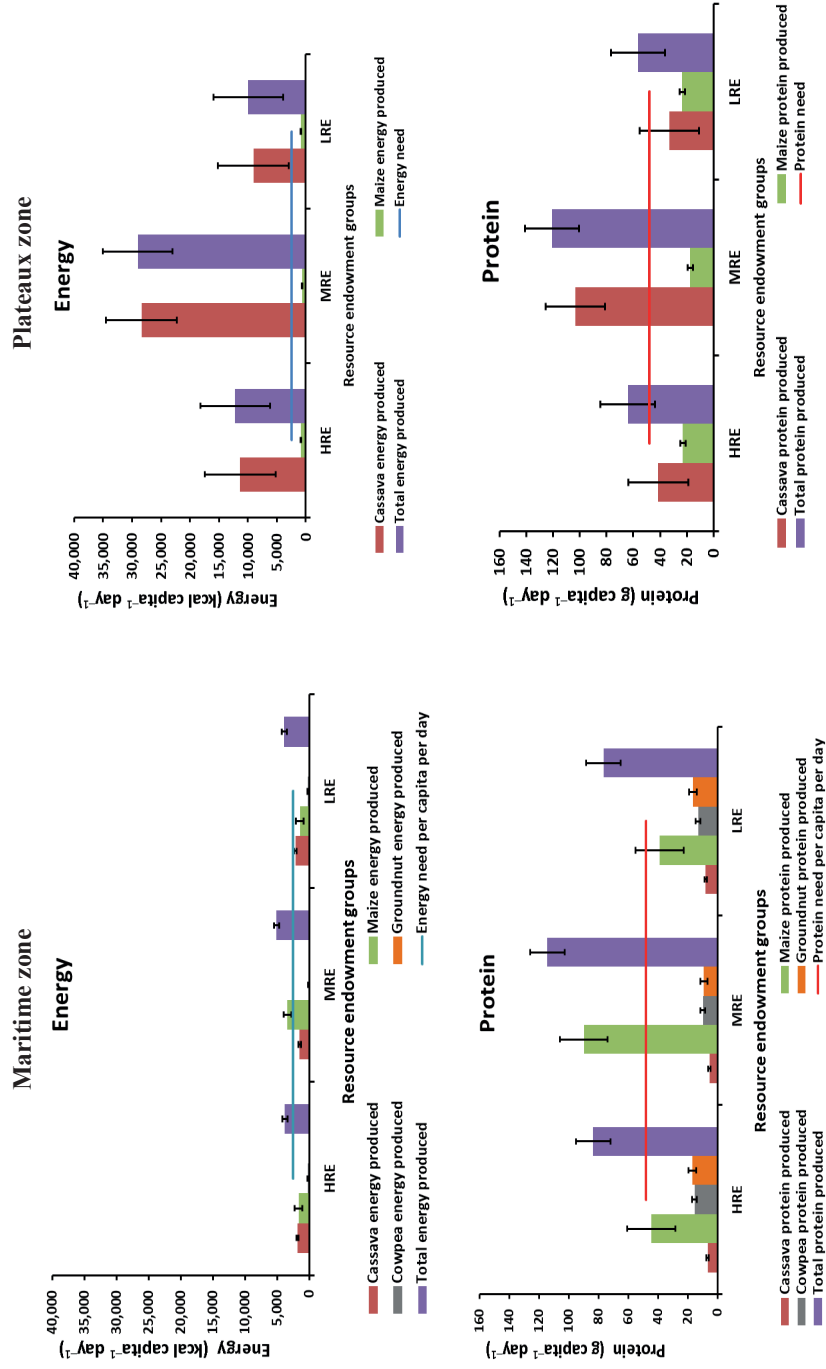 Maritime zone
Energy
40,000
35,000
30,000
25,000
20,000
15,000
10,000
5,000
0
Energy (kcal capita⁻¹ day⁻¹)
HRE MRE LRE
Resource endowment groups
Cassava energy produced
Maize energy produced
Cowpea energy produced
Groundnut energy produced
Total energy produced
Energy need per capita per day
Plateaux zone
Energy
40,000
35,000
30,000
25,000
20,000
15,000
10,000
5,000
0
Energy (kcal capita⁻¹ day⁻¹)
HRE MRE LRE
Resource endowment groups
Cassava energy produced
Maize energy produced
Total energy produced
Energy need
Protein
160
140
120
100
80
60
40
20
0
Protein (g capita⁻¹ day⁻¹)
HRE MRE LRE
Resource endowment groups
Cassava protein produced
Maize protein produced
Cowpea protein produced
Groundnut protein produced
Total protein produced
Protein need per capita per day
Protein
160
140
120
100
80
60
40
20
0
Protein (g capita⁻¹ day⁻¹)
HRE MRE LRE
Resource endowment groups
Cassava protein produced
Maize protein produced
Total protein produced
Protein need